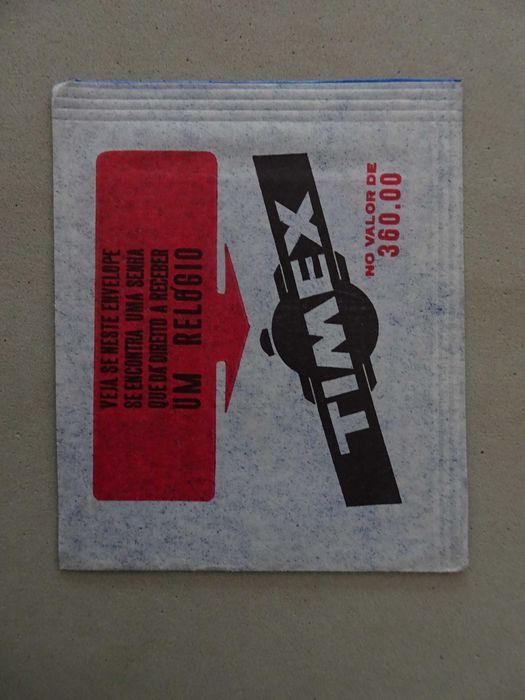 VEJA SE NESTE ENVELOPE
SE ENCONTRA UMA SENHA
QUE DÁ DIREITO A RECEBER
UM RELÓGIO
TIMEX
NO VALOR DE
360.00